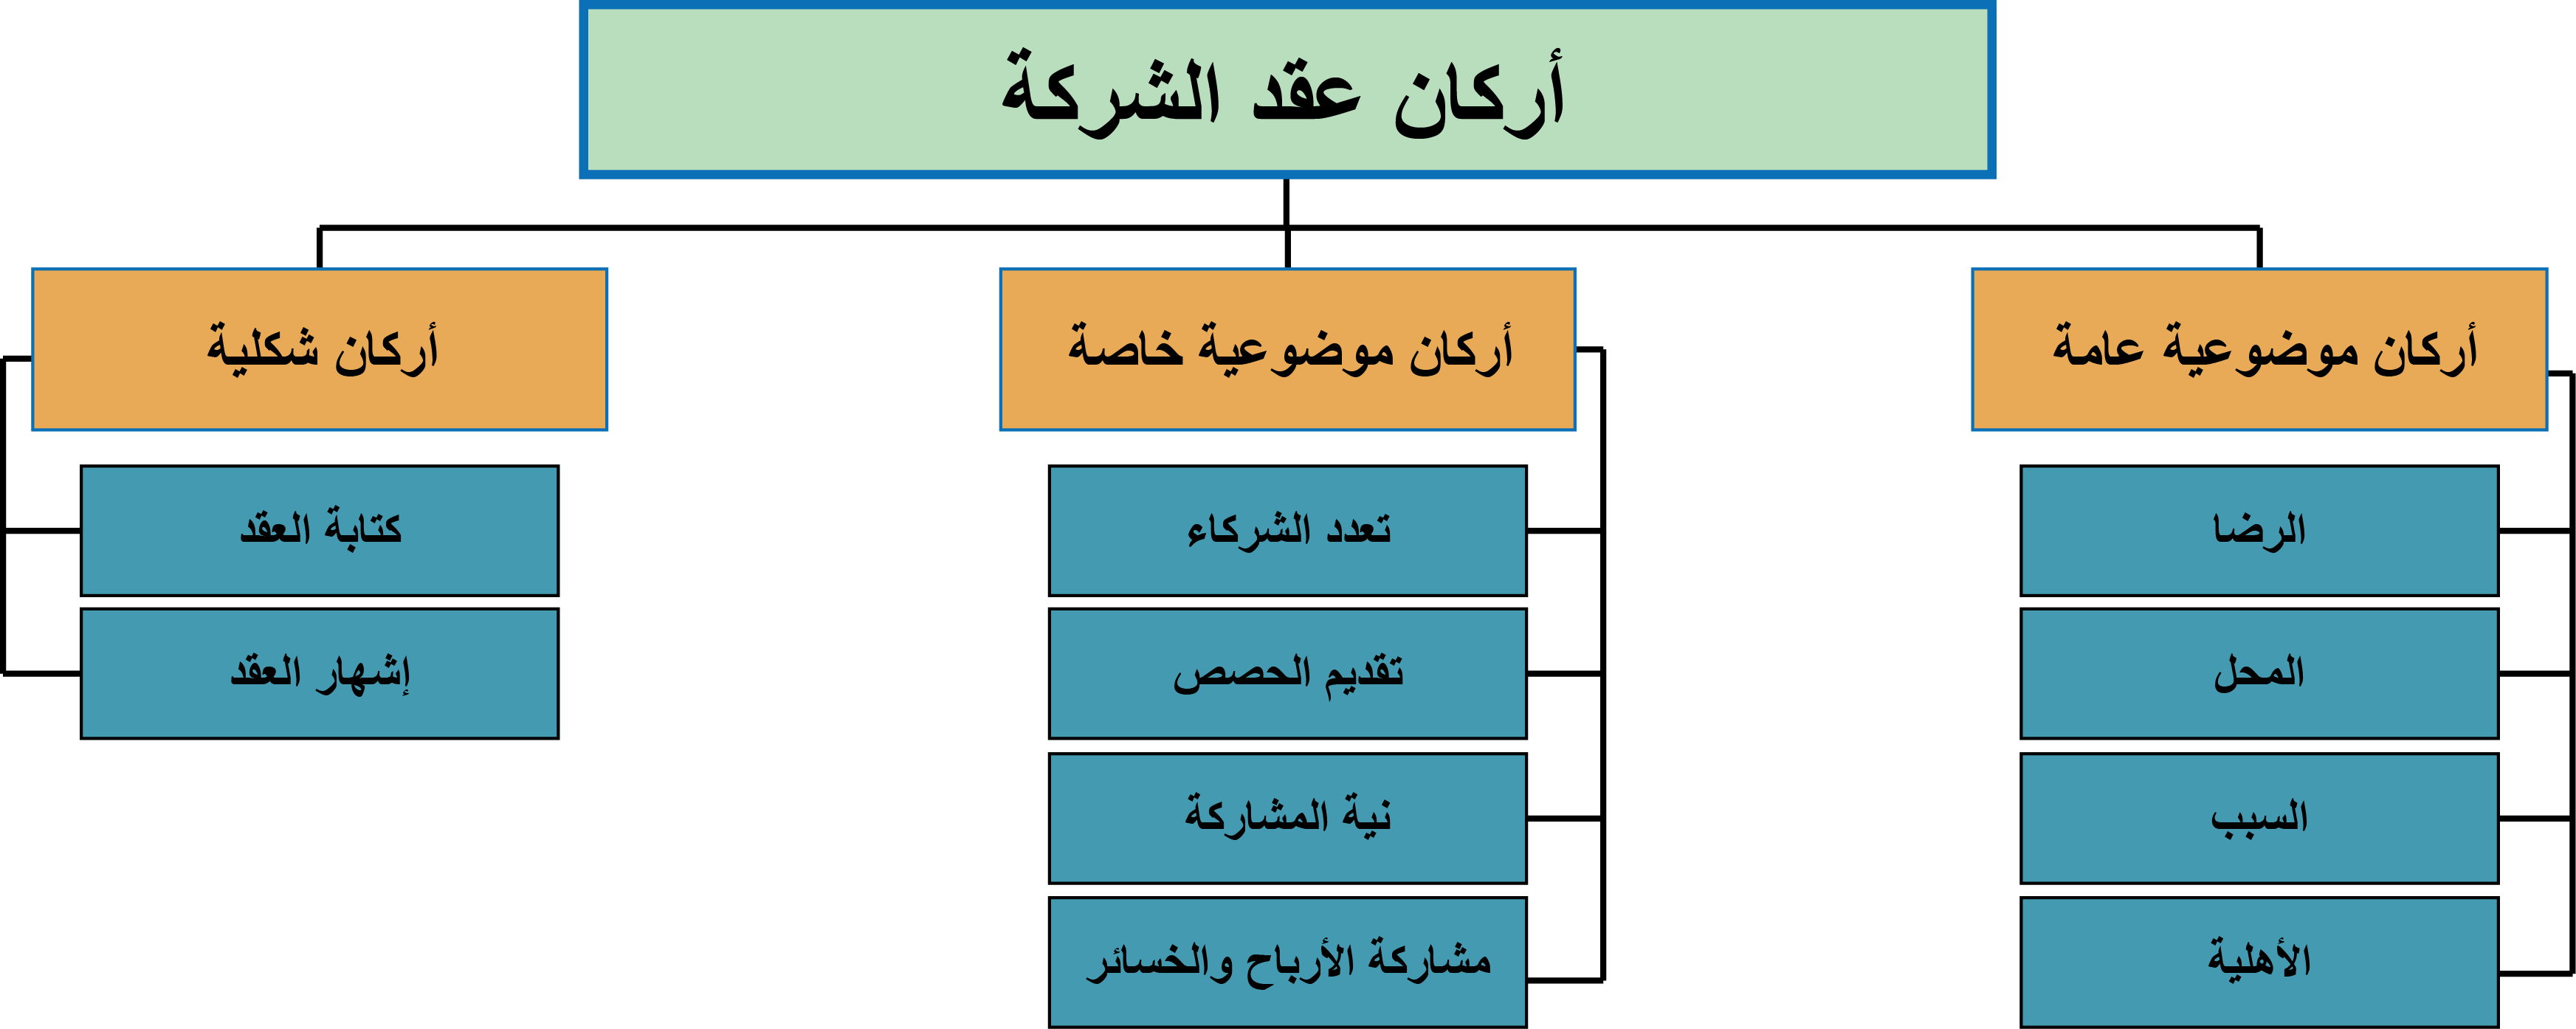 أركان عقد الشركة
أركان موضوعية عامة
الرضا
المحل
السبب
الأهلية
أركان موضوعية خاصة
تعدد الشركاء
تقديم الحصص
نية المشاركة
مشاركة الأرباح والخسائر
أركان شكلية
كتابة العقد
إشهار العقد